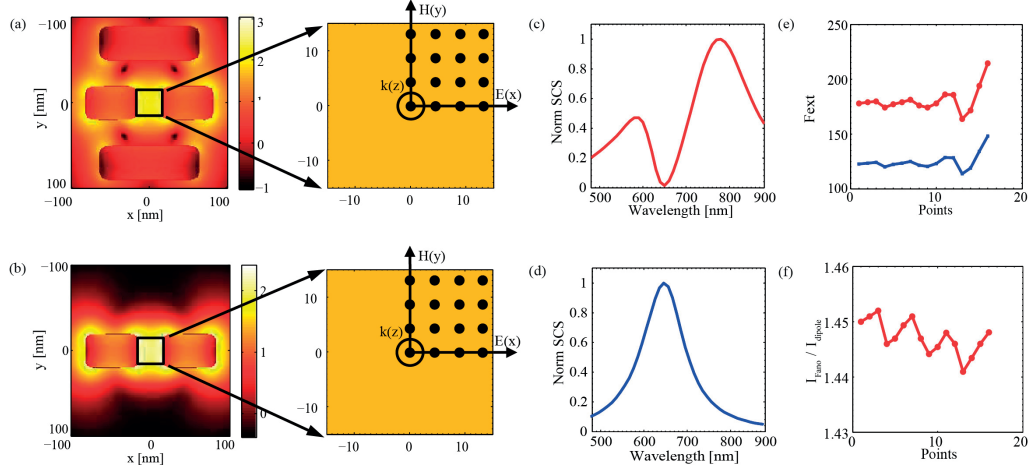 (a)
−100
0
100
y [nm]
−100
0
100
x [nm]
3
2
1
0
−1
H(y)
k(z)
E(x)
10
0
−10
−10
0
10
(c)
Norm SCS
1
0.8
0.6
0.4
0.2
0
500
600
700
800
900
Wavelength [nm]
(e)
Fext
250
200
150
100
0
10
20
Points
(b)
−100
0
100
y [nm]
−100
0
100
x [nm]
2
1
0
H(y)
k(z)
E(x)
10
0
−10
−10
0
10
(d)
Norm SCS
1
0.8
0.6
0.4
0.2
0
500
600
700
800
900
Wavelength [nm]
(f)
I Fano / I dipole
1.46
1.45
1.44
1.43
0
10
20
Points